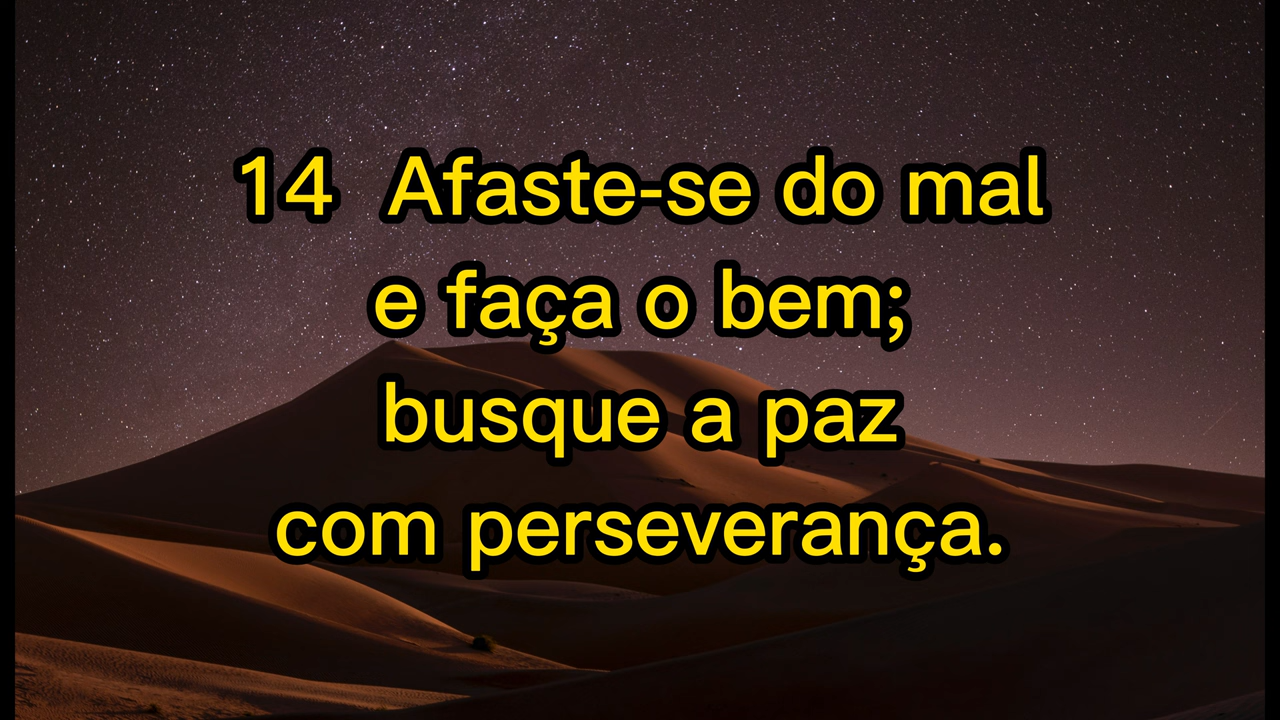 14  Afaste-se do mal
e faça o bem;
busque a paz
com perseverança.